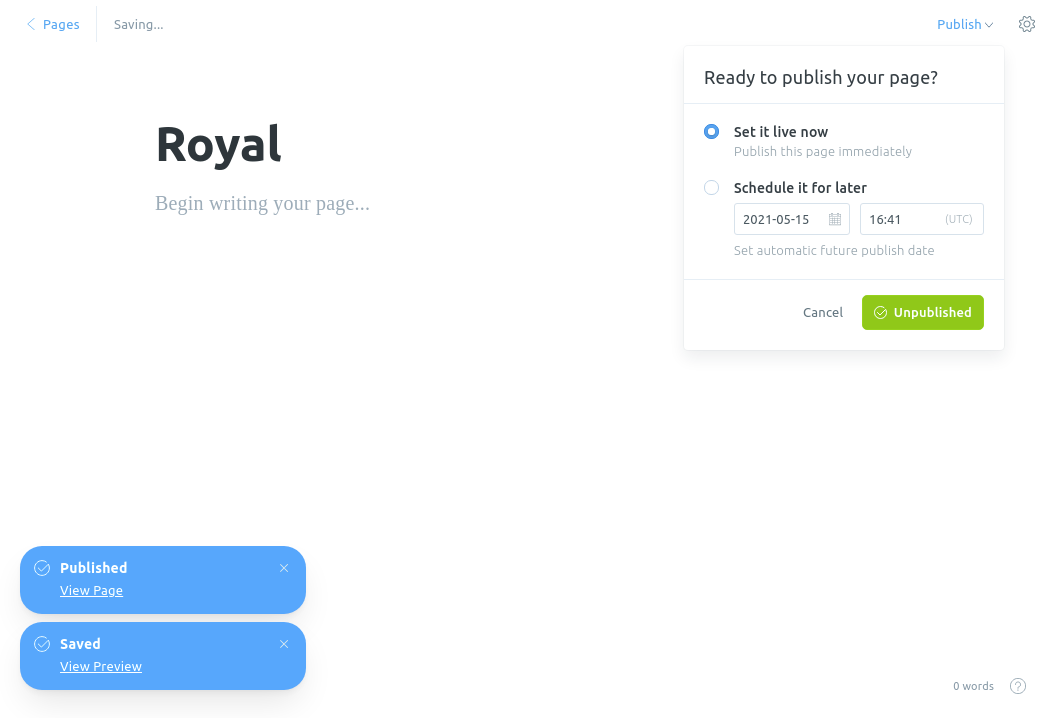 Pages
Saving...
Publish
Ready to publish your page?
Royal
Set it live now
Publish this page immediately
Begin writing your page...
Schedule it for later
2021-05-15
16:41 (UTC)
Set automatic future publish date
Cancel
Unpublished
Published
View Page
Saved
View Preview
0 words
?